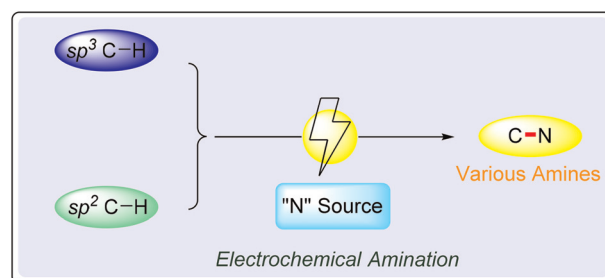 sp³ C–H
C–N
Various Amines
sp² C–H
"N" Source
Electrochemical Amination